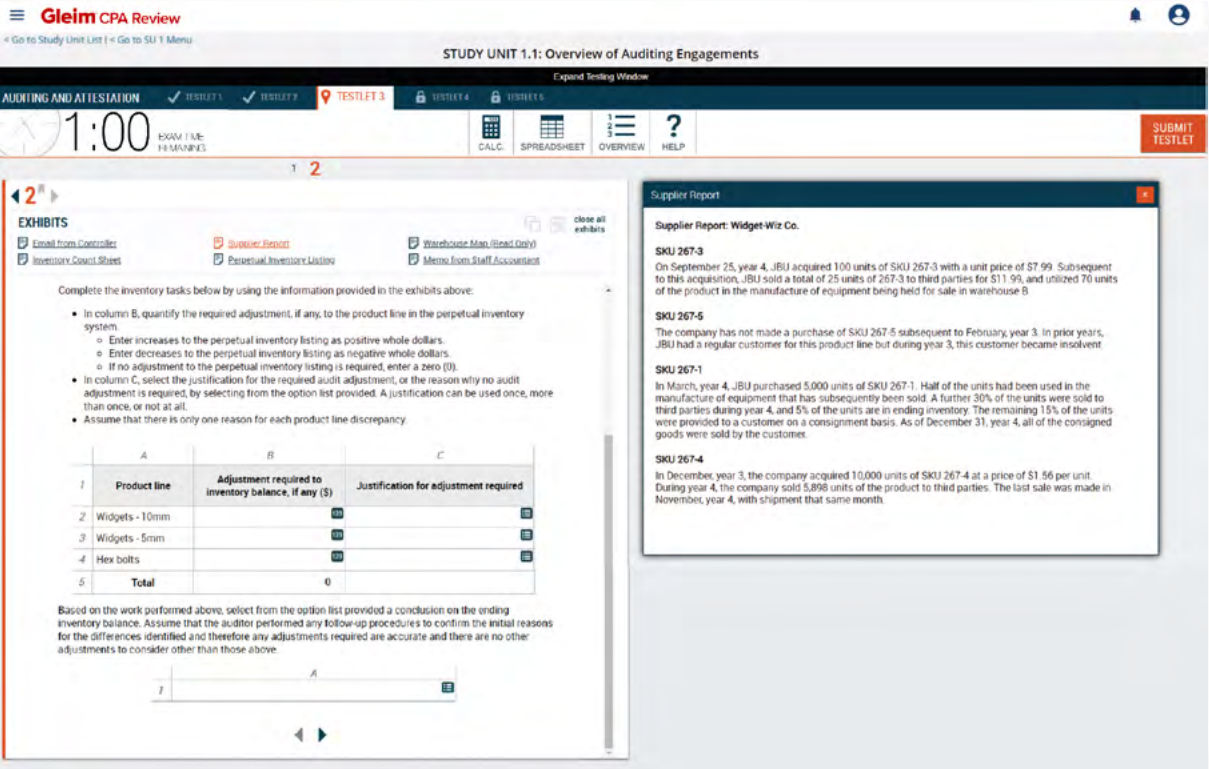 Gleim CPA Review
< Go to Study Unit List | < Go to SU 1 Menu
STUDY UNIT 1.1: Overview of Auditing Engagements
Expand Testing Window
AUDITING AND ATTESTATION TESTLET 1 TESTLET 2 TESTLET 3 TESTLET 4 TESTLET 5
1:00 EXAM TIME REMAINING
CALC. SPREADSHEET OVERVIEW HELP
SUBMIT TESTLET
1 2
2
EXHIBITS
close all exhibits
Email from Controller Supplier Report Warehouse Map (Read Only)
Inventory Count Sheet Perpetual Inventory Listing Memo from Staff Accountant
Complete the inventory tasks below by using the information provided in the exhibits above:
• In column B, quantify the required adjustment, if any, to the product line in the perpetual inventory
system.
o Enter increases to the perpetual inventory listing as positive whole dollars.
o Enter decreases to the perpetual inventory listing as negative whole dollars.
o If no adjustment to the perpetual inventory listing is required, enter a zero (0).
• In column C, select the justification for the required audit adjustment, or the reason why no audit
adjustment is required, by selecting from the option list provided. A justification can be used once, more
than once, or not at all.
• Assume that there is only one reason for each product line discrepancy.
A B C
1 Product line Adjustment required to inventory balance, if any ($) Justification for adjustment required
2 Widgets - 10mm 123
3 Widgets - 5mm 123
4 Hex bolts 123
5 Total 0
Based on the work performed above, select from the option list provided a conclusion on the ending
inventory balance. Assume that the auditor performed any follow-up procedures to confirm the initial reasons
for the differences identified and therefore any adjustments required are accurate and there are no other
adjustments to consider other than those above.
A
1
Supplier Report x
Supplier Report: Widget-Wiz Co.
SKU 267-3
On September 25, year 4, JBU acquired 100 units of SKU 267-3 with a unit price of $7.99. Subsequent
to this acquisition, JBU sold a total of 25 units of 267-3 to third parties for $11.99, and utilized 70 units
of the product in the manufacture of equipment being held for sale in warehouse B
SKU 267-5
The company has not made a purchase of SKU 267-5 subsequent to February, year 3. In prior years,
JBU had a regular customer for this product line but during year 3, this customer became insolvent
SKU 267-1
In March, year 4, JBU purchased 5,000 units of SKU 267-1. Half of the units had been used in the
manufacture of equipment that has subsequently been sold. A further 30% of the units were sold to
third parties during year 4, and 5% of the units are in ending inventory. The remaining 15% of the units
were provided to a customer on a consignment basis. As of December 31, year 4, all of the consigned
goods were sold by the customer.
SKU 267-4
In December, year 3, the company acquired 10,000 units of SKU 267-4 at a price of $1.56 per unit.
During year 4, the company sold 5,898 units of the product to third parties. The last sale was made in
November, year 4, with shipment that same month.